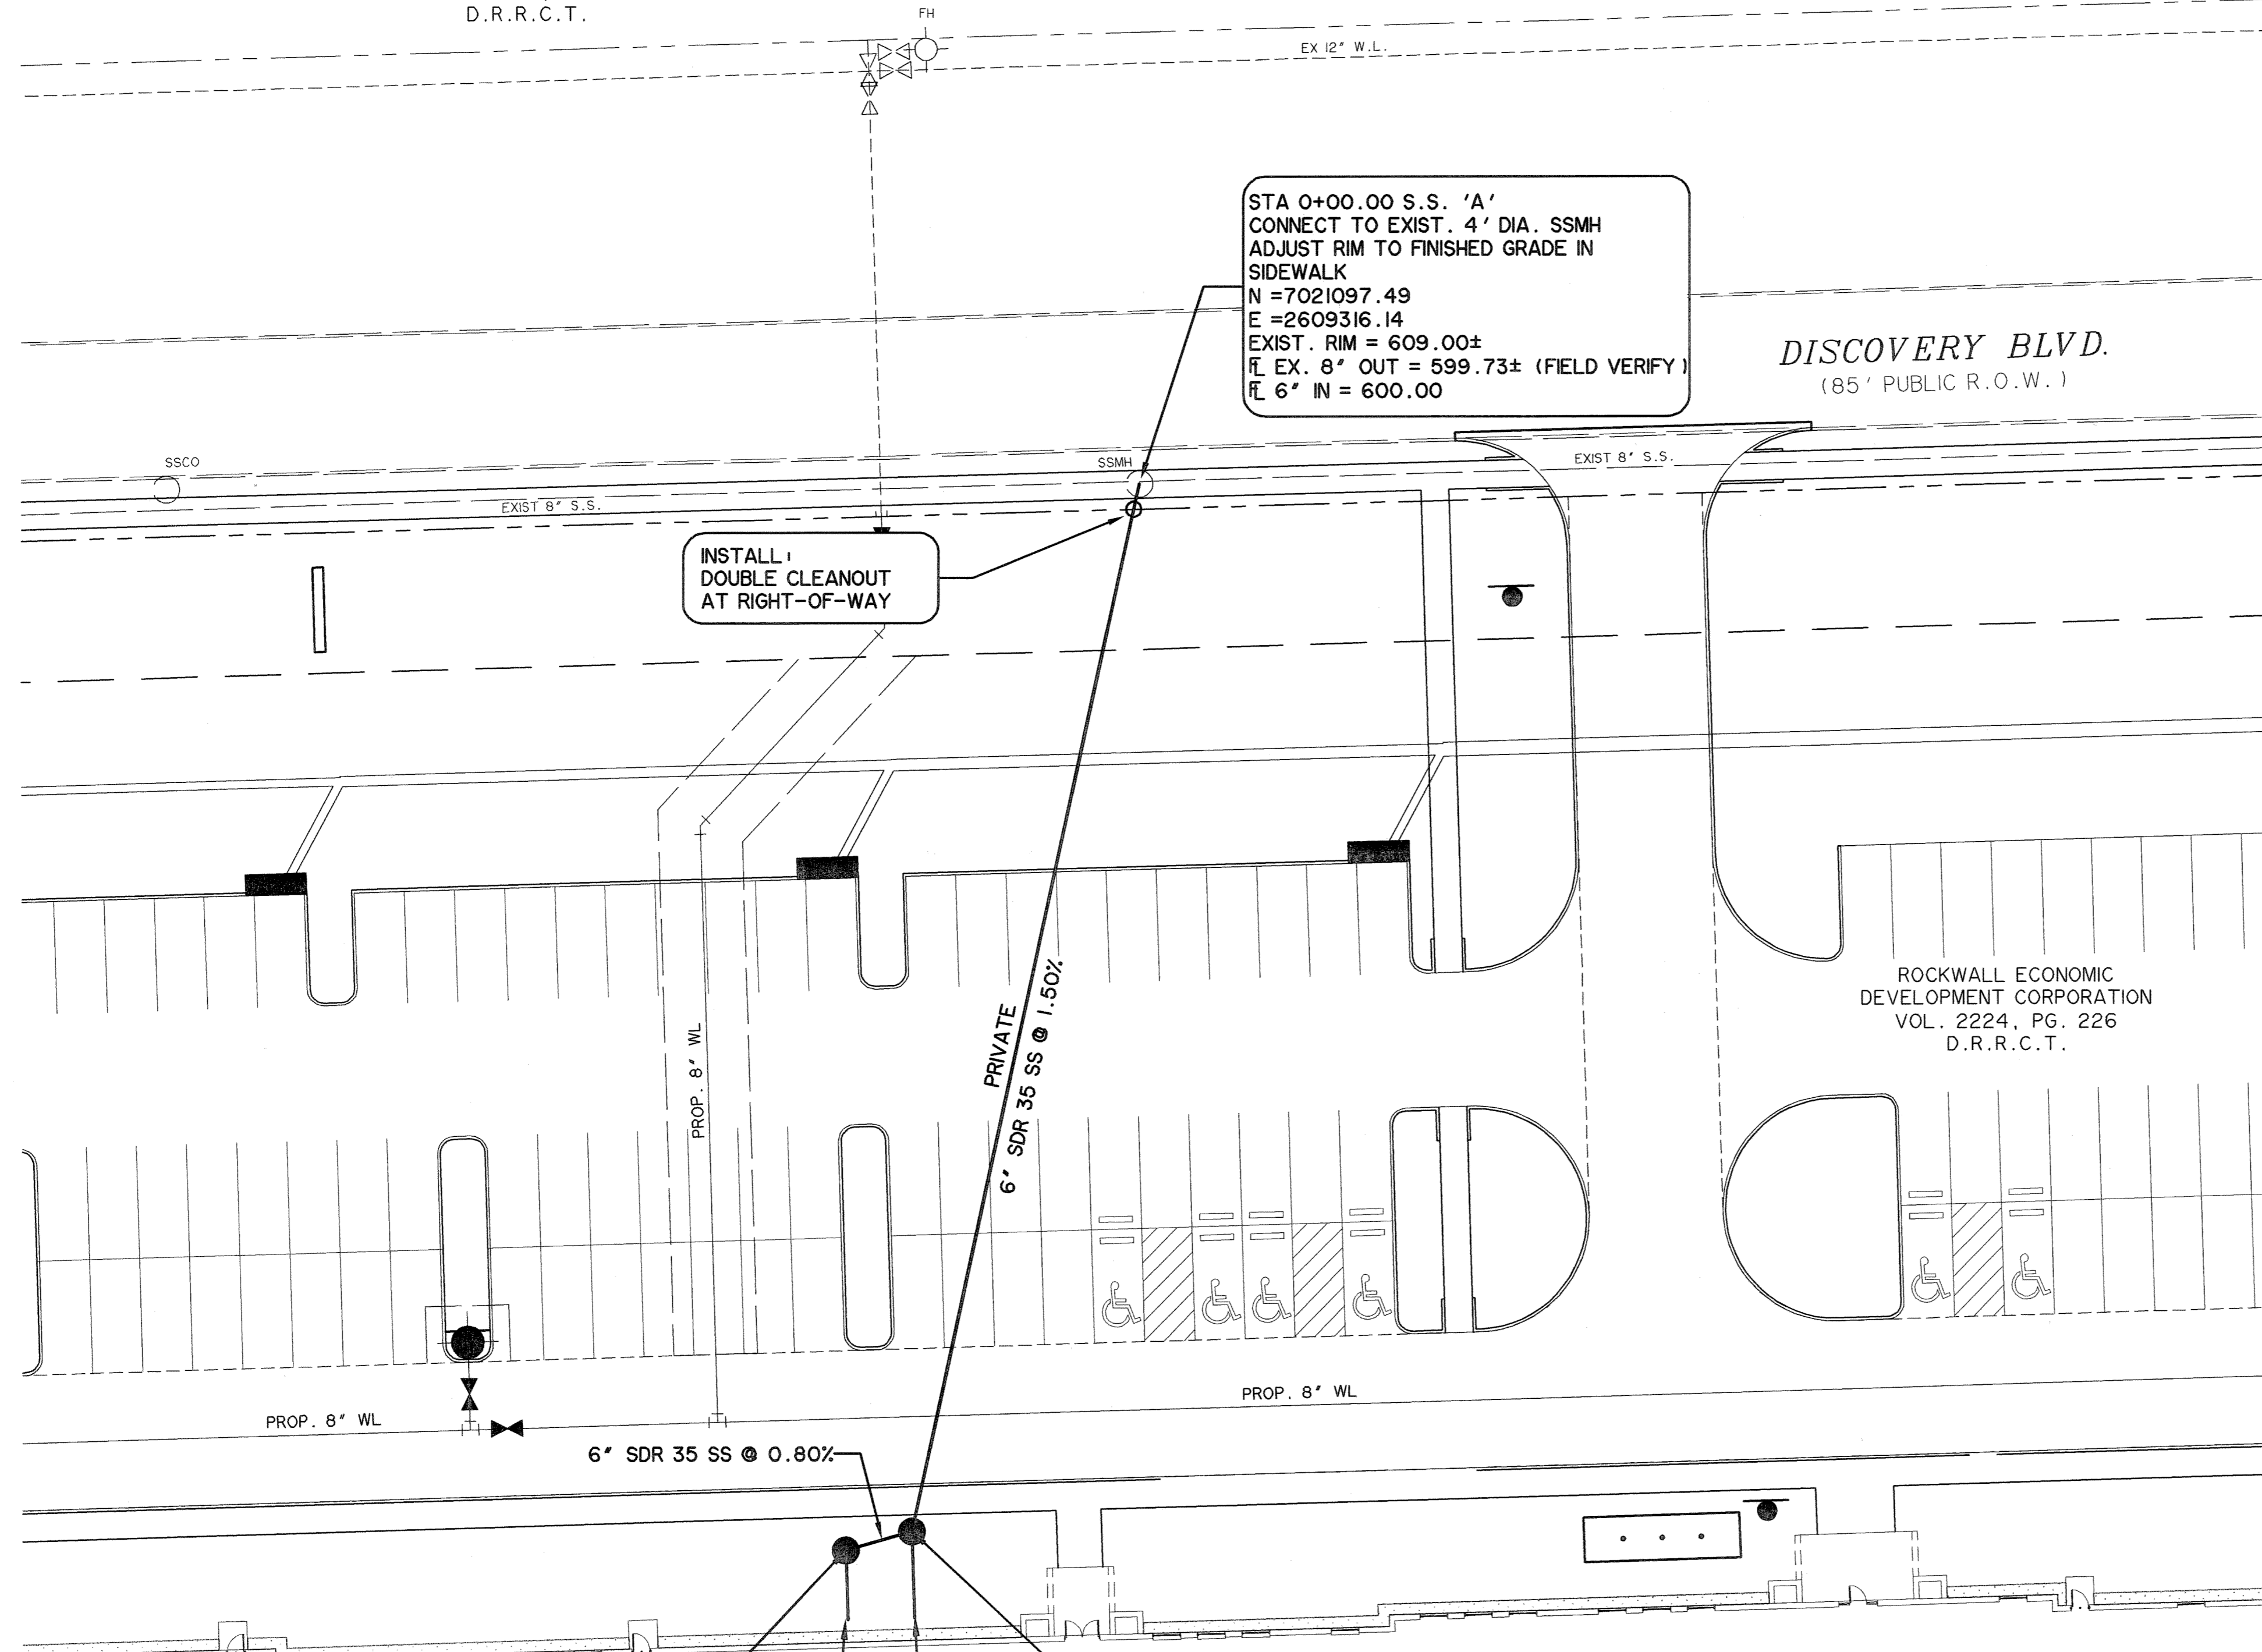 D.R.R.C.T.
FH
EX 12" W.L.
STA 0+00.00 S.S. 'A'
CONNECT TO EXIST. 4' DIA. SSMH
ADJUST RIM TO FINISHED GRADE IN
SIDEWALK
N =7021097.49
E =2609316.14
EXIST. RIM = 609.00±
FL EX. 8" OUT = 599.73± (FIELD VERIFY)
FL 6" IN = 600.00
DISCOVERY BLVD.
(85' PUBLIC R.O.W.)
SSCO
SSMH
EXIST 8" S.S.
EXIST 8" S.S.
INSTALL:
DOUBLE CLEANOUT
AT RIGHT-OF-WAY
PROP. 8" WL
PRIVATE
6" SDR 35 SS @ 1.50%
ROCKWALL ECONOMIC
DEVELOPMENT CORPORATION
VOL. 2224, PG. 226
D.R.R.C.T.
PROP. 8" WL
PROP. 8" WL
6" SDR 35 SS @ 0.80%